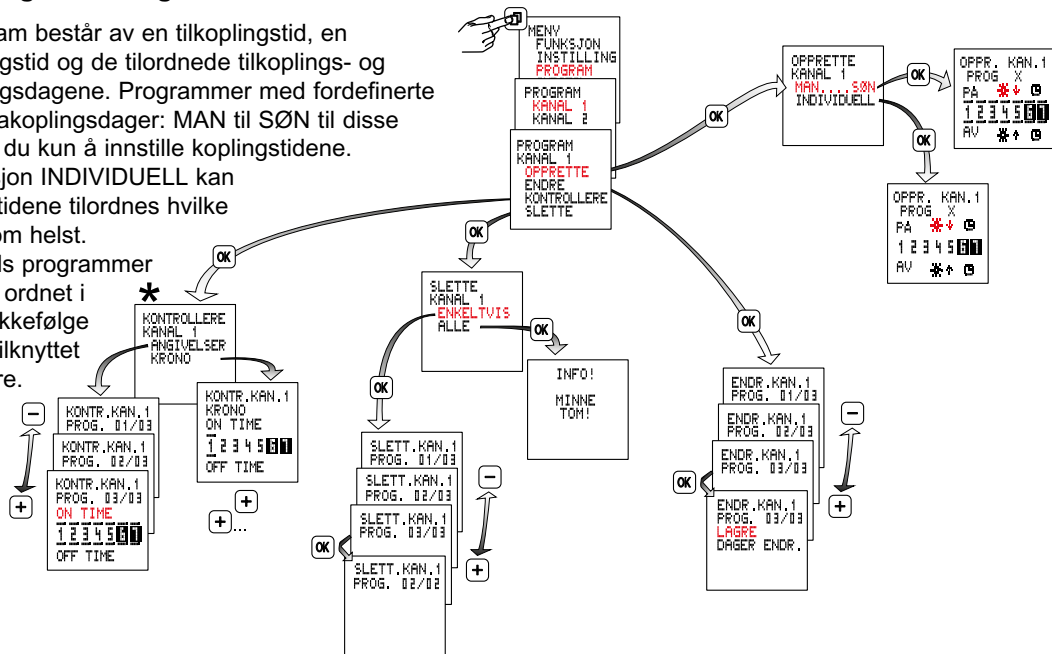 am består av en tilkoplingstid, en
gstid og de tilordnede tilkoplings- og
gsdagene. Programmer med fordefinerte
akoplingsdager: MAN til SØN til disse
du kun å innstille koplingstidene.
sjon INDIVIDUELL kan
tidene tilordnes hvilke
om helst.
ds programmer
ordnet i
kkefølge
ilknyttet
re.
MENY
FUNKSJON
INSTILLING
PROGRAM
PROGRAM
KANAL 1
KANAL 2
PROGRAM
KANAL 1
OPPRETTE
ENDRE
KONTROLLERE
SLETTE
OK
OPPRETTE
KANAL 1
MAN....SØN
INDIVIDUELL
OK
OPPR. KAN.1
PROG X
PA
1 2 3 4 5 6 7
AV
OK
OPPR. KAN.1
PROG X
PA
1 2 3 4 5 6 7
AV
OK
*
KONTROLLERE
KANAL 1
ANGIVELSER
KRONO
KONTR.KAN.1
PROG. 01/03
KONTR.KAN.1
PROG. 02/03
KONTR.KAN.1
PROG. 03/03
ON TIME
1 2 3 4 5 6 7
OFF TIME
−
+
KONTR.KAN.1
KRONO
ON TIME
1 2 3 4 5 6 7
OFF TIME
+
+...
OK
SLETTE
KANAL 1
ENKELTVIS
ALLE
OK
INFO!
MINNE
TOM!
OK
SLETT.KAN.1
PROG. 01/03
SLETT.KAN.1
PROG. 02/03
SLETT.KAN.1
PROG. 03/03
OK
SLETT.KAN.1
PROG. 02/02
−
+
OK
ENDR.KAN.1
PROG. 01/03
ENDR.KAN.1
PROG. 02/03
ENDR.KAN.1
PROG. 03/03
OK
ENDR.KAN.1
PROG. 03/03
LAGRE
DAGER ENDR.
−
+